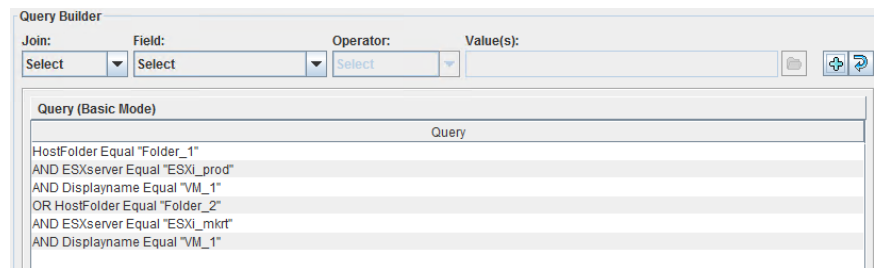 Query Builder
Join: Field: Operator: Value(s):
Select Select Select
Query (Basic Mode)
Query
HostFolder Equal "Folder_1"
AND ESXserver Equal "ESXi_prod"
AND Displayname Equal "VM_1"
OR HostFolder Equal "Folder_2"
AND ESXserver Equal "ESXi_mkrt"
AND Displayname Equal "VM_1"